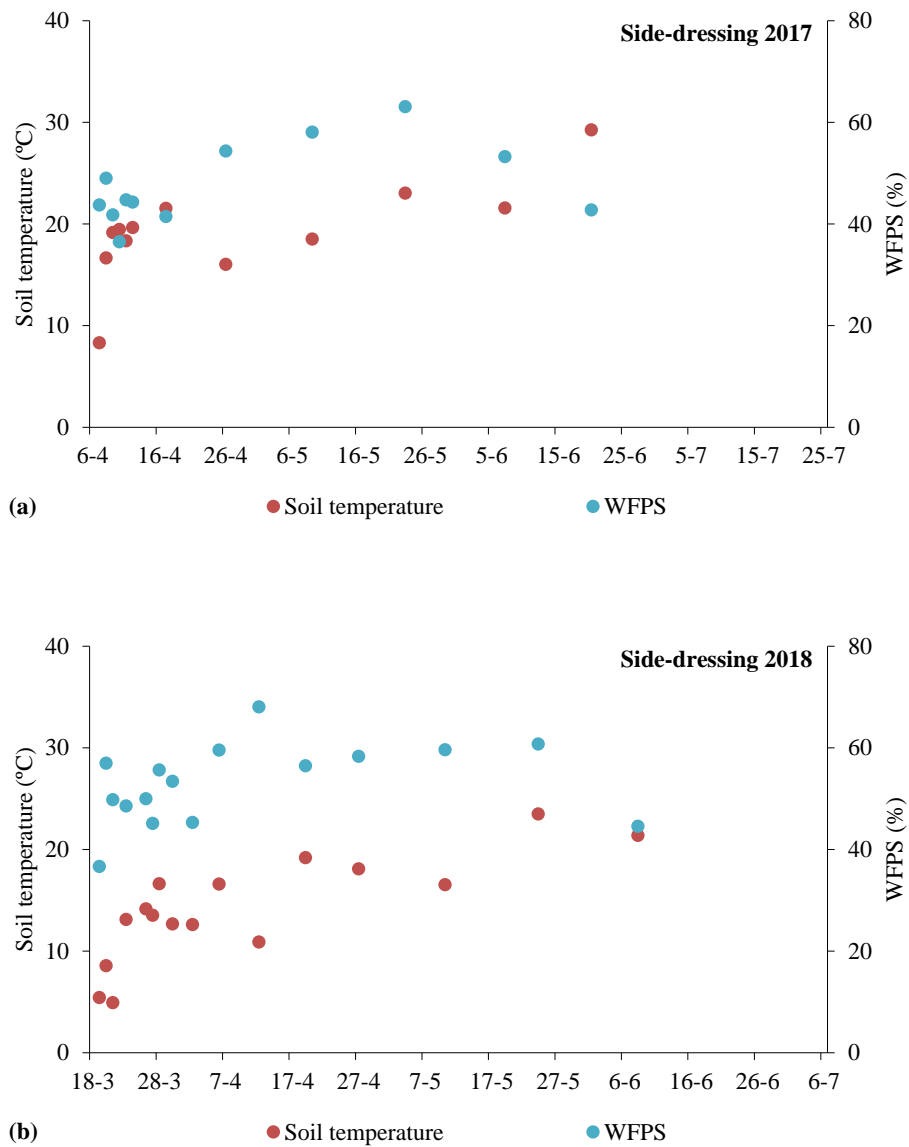 Side-dressing 2017
40
30
20
10
0
Soil temperature (ºC)
80
60
40
20
0
WFPS (%)
6-4 16-4 26-4 6-5 16-5 26-5 5-6 15-6 25-6 5-7 15-7 25-7
(a) Soil temperature WFPS
Side-dressing 2018
40
30
20
10
0
Soil temperature (ºC)
80
60
40
20
0
WFPS (%)
18-3 28-3 7-4 17-4 27-4 7-5 17-5 27-5 6-6 16-6 26-6 6-7
(b) Soil temperature WFPS